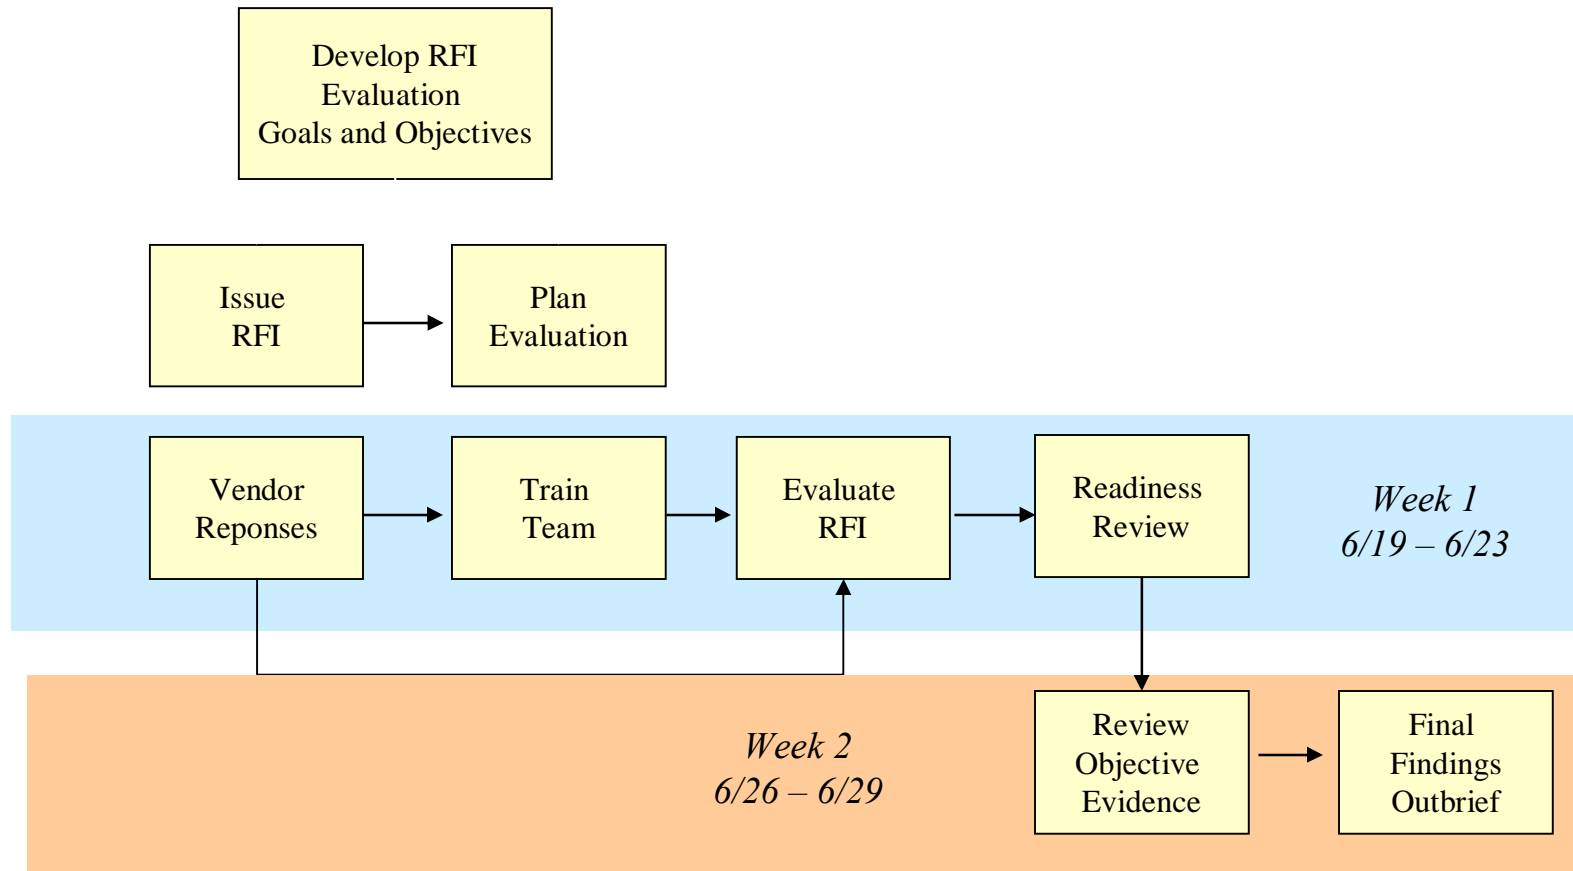 Develop RFI
Evaluation
Goals and Objectives
Issue
RFI
Plan
Evaluation
Vendor
Reponses
Train
Team
Evaluate
RFI
Readiness
Review
Week 1
6/19 – 6/23
Week 2
6/26 – 6/29
Review
Objective
Evidence
Final
Findings
Outbrief